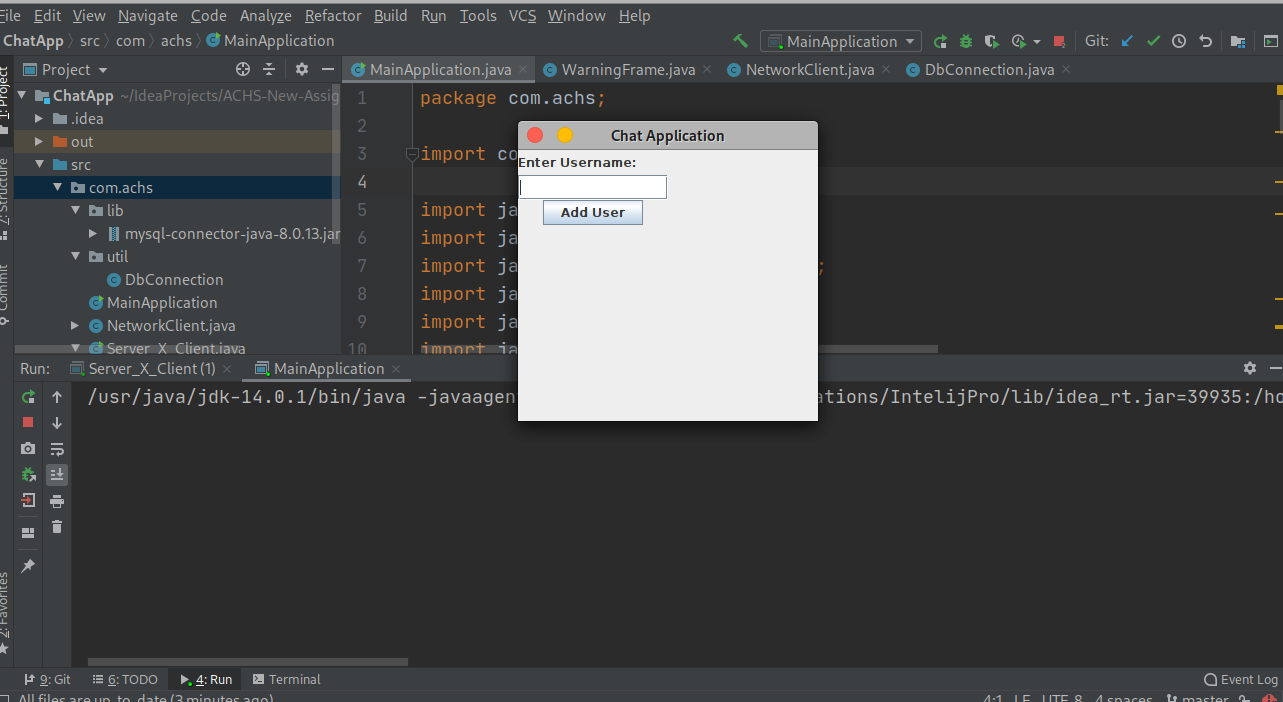 File Edit View Navigate Code Analyze Refactor Build Run Tools VCS Window Help
ChatApp src com achs MainApplication MainApplication Git:
Project MainApplication.java WarningFrame.java NetworkClient.java DbConnection.java
1: Project
7: Structure
Commit
2: Favorites
ChatApp ~/IdeaProjects/ACHS-New-Assig
.idea
out
src
com.achs
lib
mysql-connector-java-8.0.13.jar
util
DbConnection
MainApplication
NetworkClient.java
Server_X_Client.java
1 package com.achs;
2
3 import co
4
5 import ja
6 import ja
7 import ja ;
8 import ja
9 import ja
10 import ja
Chat Application
Enter Username:
Add User
Run: Server_X_Client (1) MainApplication
/usr/java/jdk-14.0.1/bin/java -javaagen ations/IntelijPro/lib/idea_rt.jar=39935:/ho
9: Git 6: TODO 4: Run Terminal Event Log
All files are up-to-date (3 minutes ago) 4:1 LF UTF-8 4 spaces master